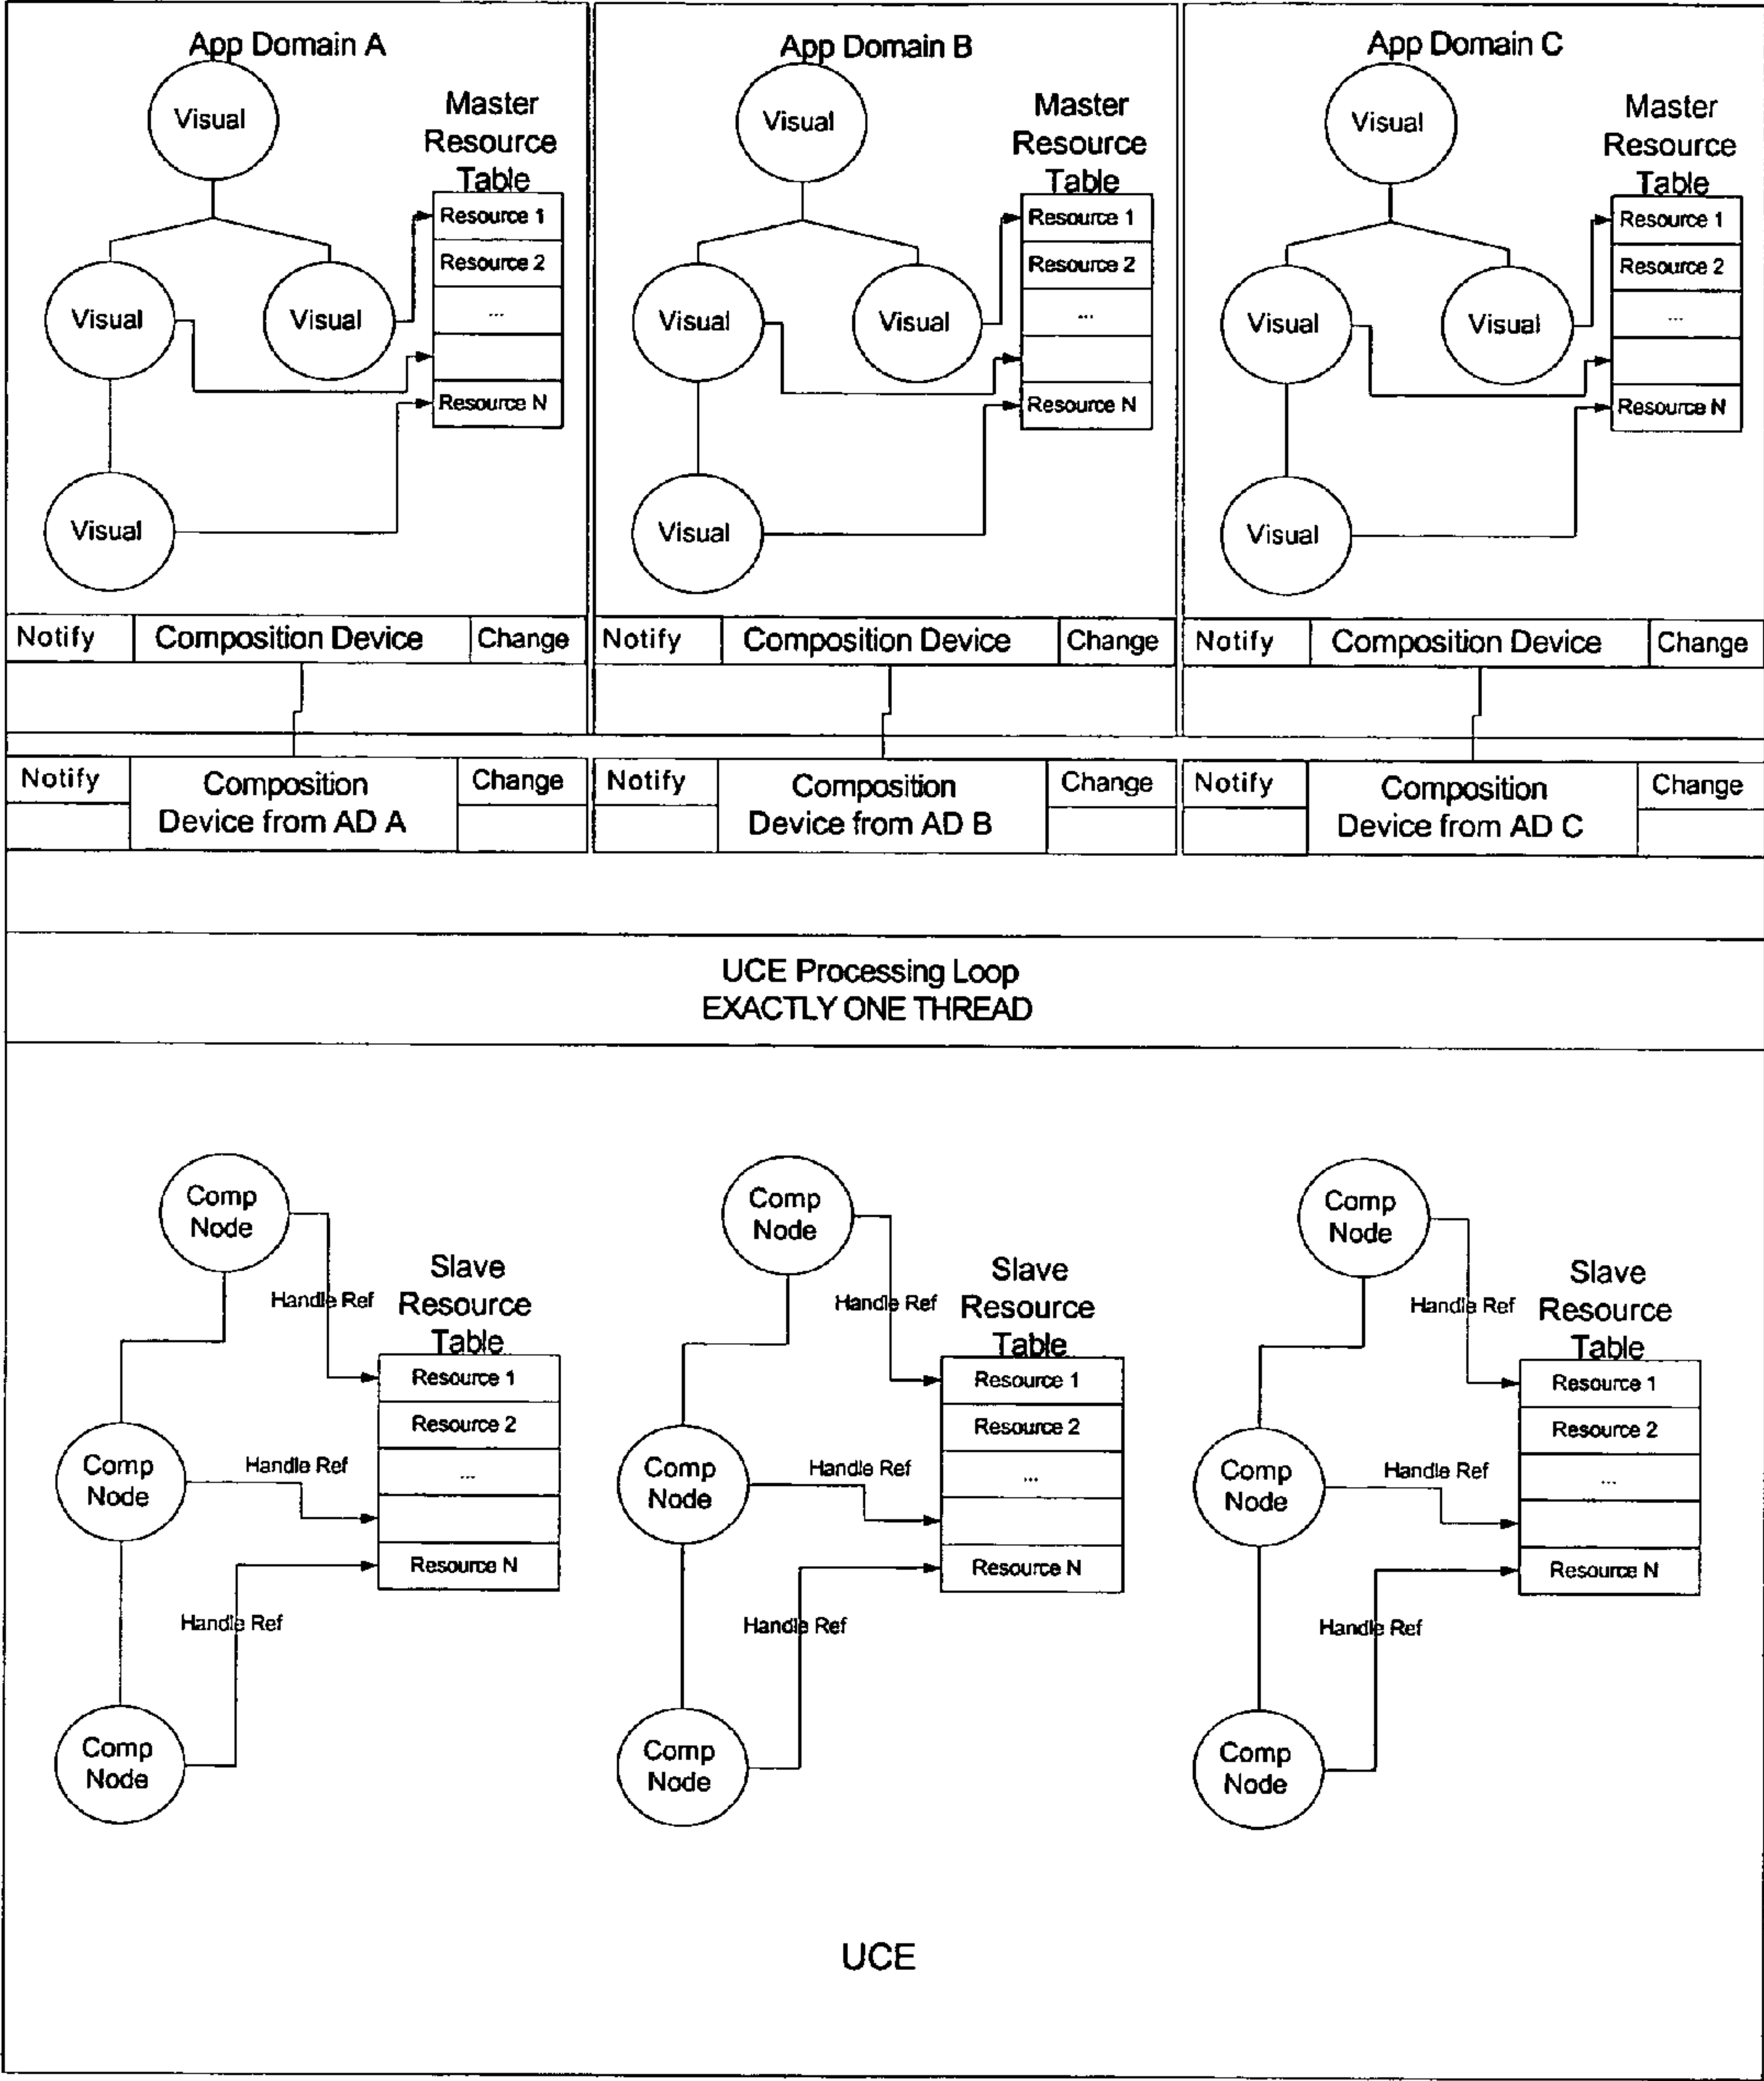 App Domain A
Visual
Master
Resource
Table
Resource 1
Resource 2
...
Resource N
Visual
Visual
Visual
App Domain B
Visual
Master
Resource
Table
Resource 1
Resource 2
...
Resource N
Visual
Visual
Visual
App Domain C
Visual
Master
Resource
Table
Resource 1
Resource 2
...
Resource N
Visual
Visual
Visual
Notify
Composition Device
Change
Notify
Composition Device
Change
Notify
Composition Device
Change
Notify
Composition
Device from AD A
Change
Notify
Composition
Device from AD B
Change
Notify
Composition
Device from AD C
Change
UCE Processing Loop
EXACTLY ONE THREAD
Comp
Node
Handle Ref
Slave
Resource
Table
Resource 1
Resource 2
...
Resource N
Comp
Node
Handle Ref
Handle Ref
Comp
Node
Comp
Node
Handle Ref
Slave
Resource
Table
Resource 1
Resource 2
...
Resource N
Comp
Node
Handle Ref
Handle Ref
Comp
Node
Comp
Node
Handle Ref
Slave
Resource
Table
Resource 1
Resource 2
...
Resource N
Comp
Node
Handle Ref
Handle Ref
Comp
Node
UCE